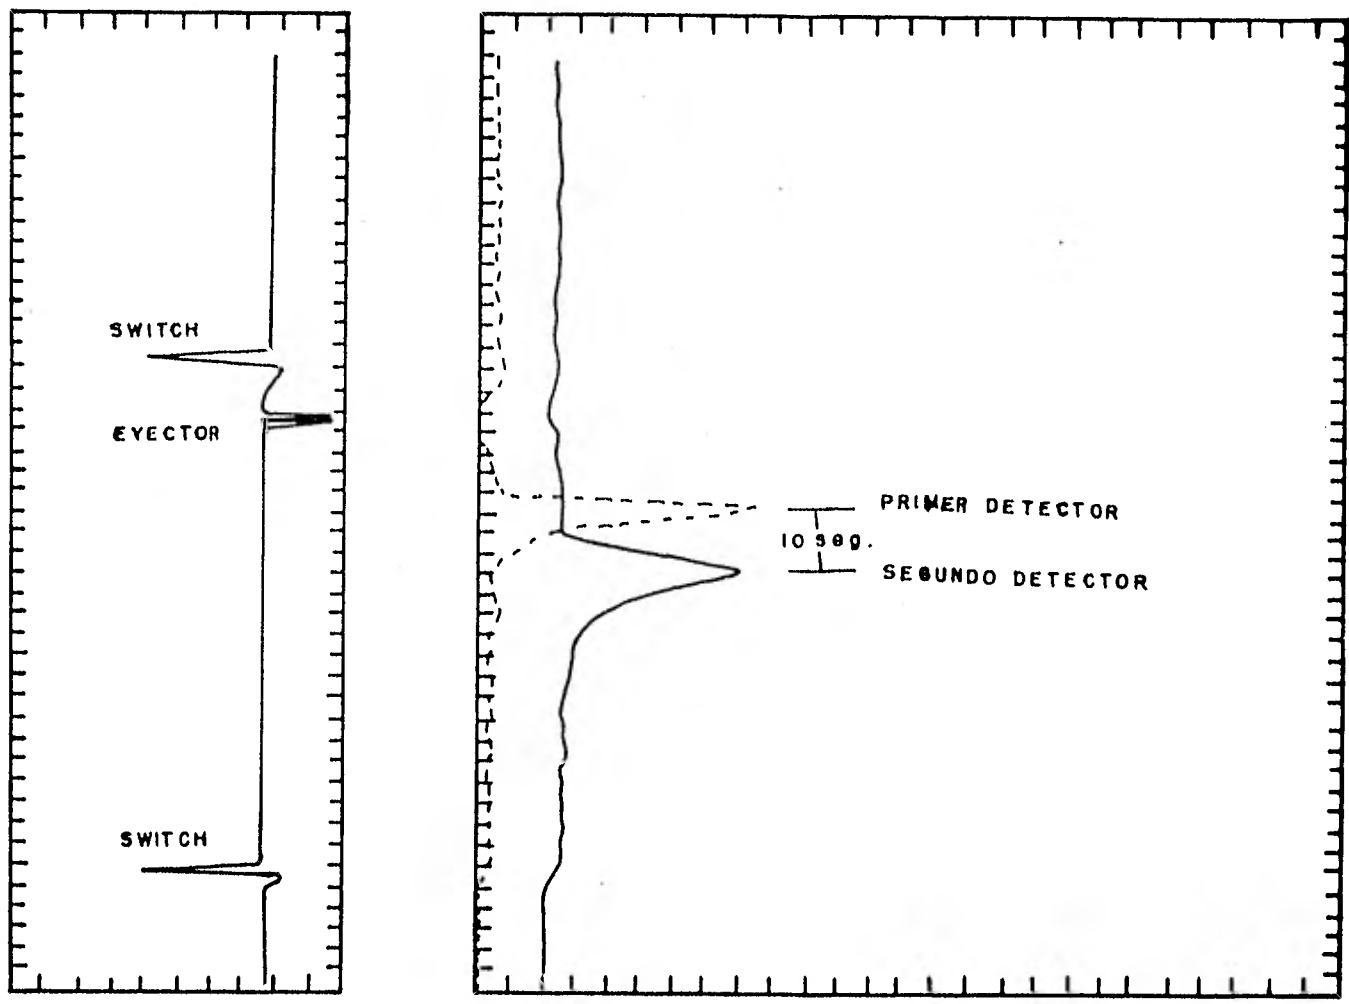 SWITCH
EYECTOR
SWITCH
PRIMER DETECTOR
10 seg.
SEGUNDO DETECTOR